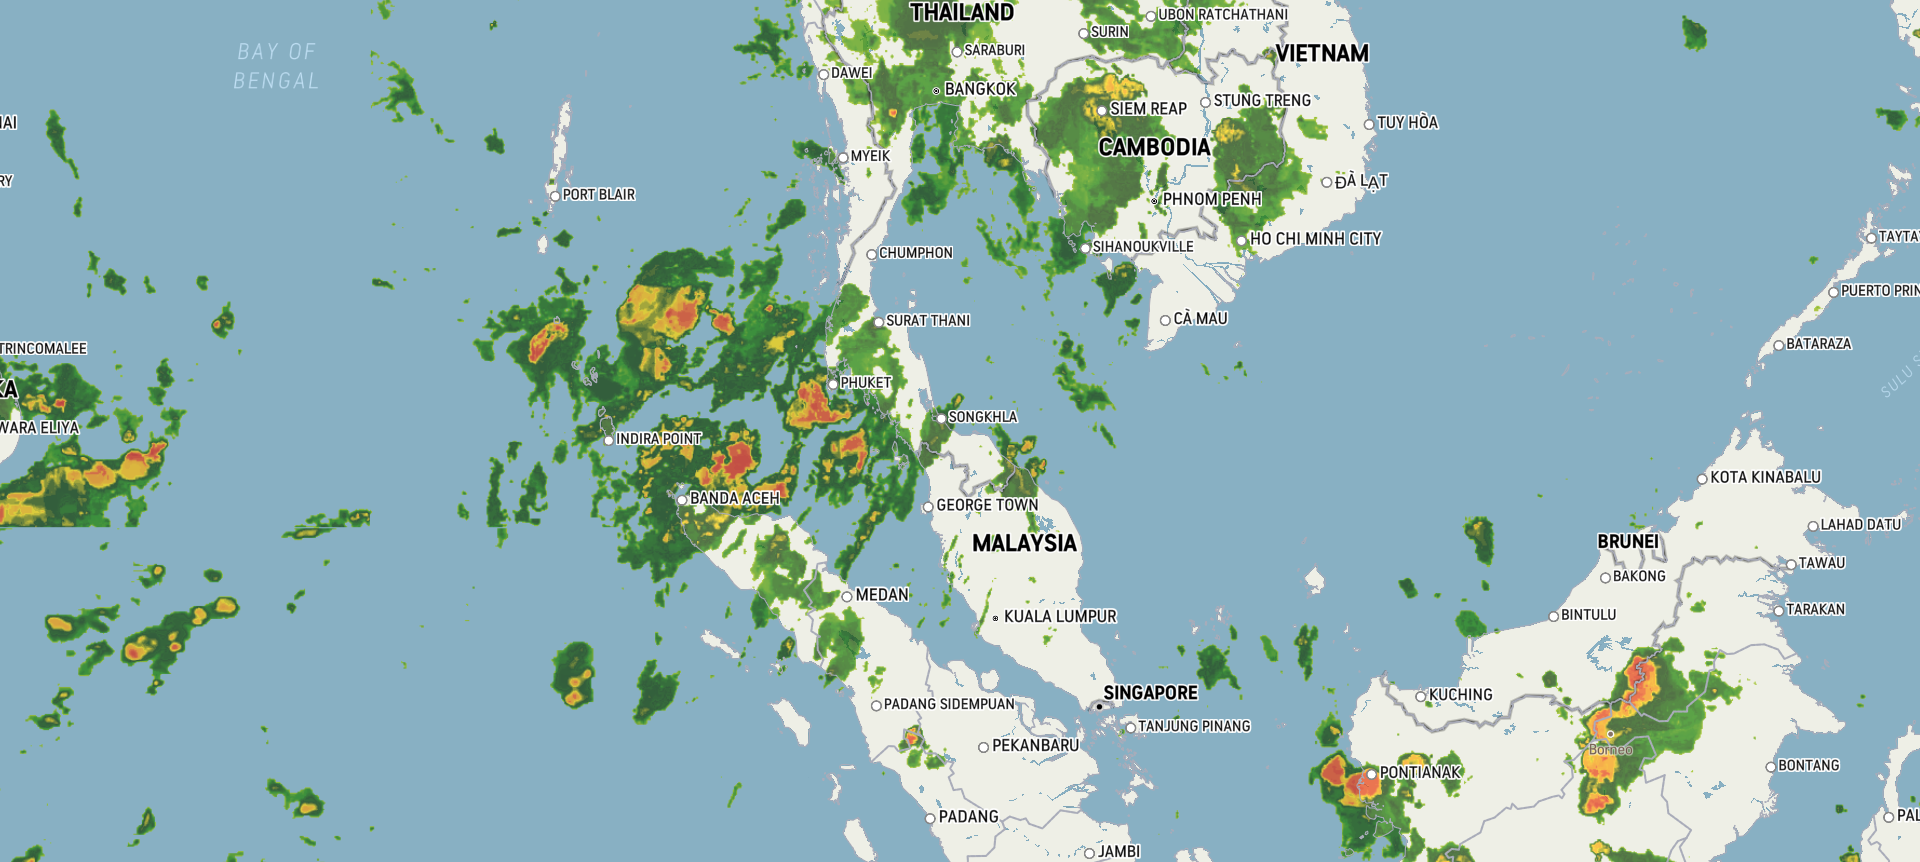 THAILAND
UBON RATCHATHANI
SURIN
BAY OF
BENGAL
SARABURI
VIETNAM
DAWEI
BANGKOK
SIEM REAP
STUNG TRENG
TUY HÒA
CAMBODIA
MYEIK
PORT BLAIR
ĐÀ LẠT
PHNOM PENH
SIHANOUKVILLE
HO CHI MINH CITY
TAYTA
CHUMPHON
PUERTO PRIN
SURAT THANI
CÀ MAU
TRINCOMALEE
BATARAZA
PHUKET
SULU S
KA
WARA ELIYA
SONGKHLA
INDIRA POINT
KOTA KINABALU
BANDA ACEH
GEORGE TOWN
LAHAD DATU
MALAYSIA
BRUNEI
TAWAU
BAKONG
MEDAN
TARAKAN
KUALA LUMPUR
BINTULU
SINGAPORE
KUCHING
PADANG SIDEMPUAN
TANJUNG PINANG
PEKANBARU
Borneo
PONTIANAK
BONTANG
PADANG
PAL
JAMBI